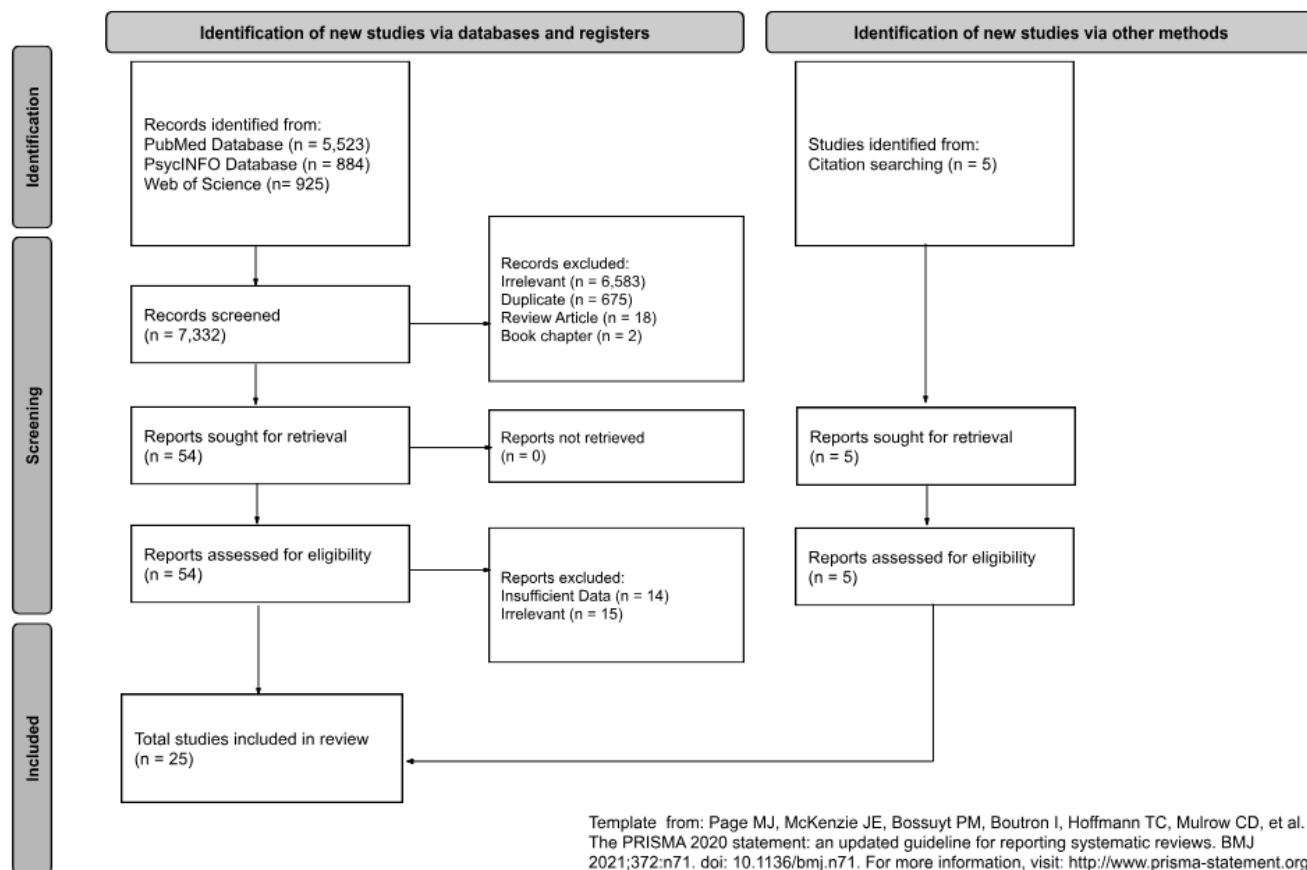 Identification of new studies via databases and registers
Identification of new studies via other methods
Identification
Records identified from:
PubMed Database (n = 5,523)
PsycINFO Database (n = 884)
Web of Science (n= 925)
Studies identified from:
Citation searching (n = 5)
Screening
Records screened
(n = 7,332)
Records excluded:
Irrelevant (n = 6,583)
Duplicate (n = 675)
Review Article (n = 18)
Book chapter (n = 2)
Reports sought for retrieval
(n = 54)
Reports not retrieved
(n = 0)
Reports sought for retrieval
(n = 5)
Reports assessed for eligibility
(n = 54)
Reports excluded:
Insufficient Data (n = 14)
Irrelevant (n = 15)
Reports assessed for eligibility
(n = 5)
Included
Total studies included in review
(n = 25)
Template from: Page MJ, McKenzie JE, Bossuyt PM, Boutron I, Hoffmann TC, Mulrow CD, et al.
The PRISMA 2020 statement: an updated guideline for reporting systematic reviews. BMJ
2021;372:n71. doi: 10.1136/bmj.n71. For more information, visit: http://www.prisma-statement.org